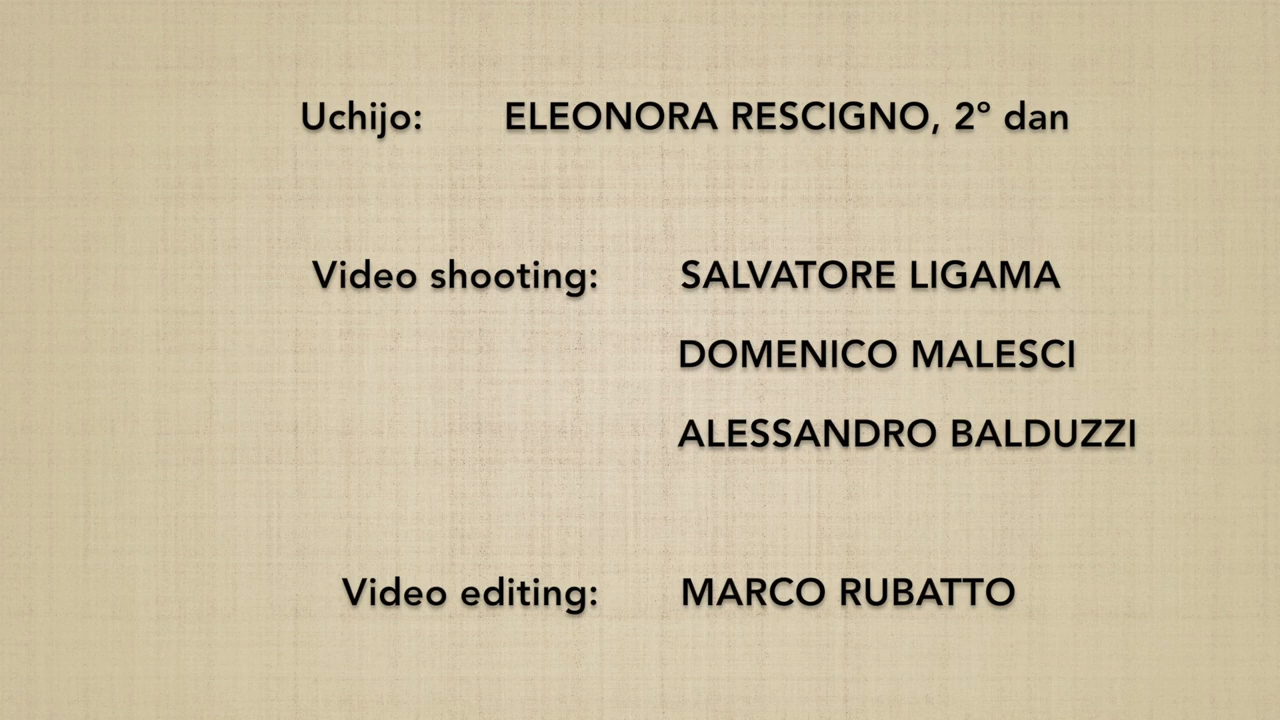 Uchijo: ELEONORA RESCIGNO, 2° dan
Video shooting: SALVATORE LIGAMA
DOMENICO MALESCI
ALESSANDRO BALDUZZI
Video editing: MARCO RUBATTO